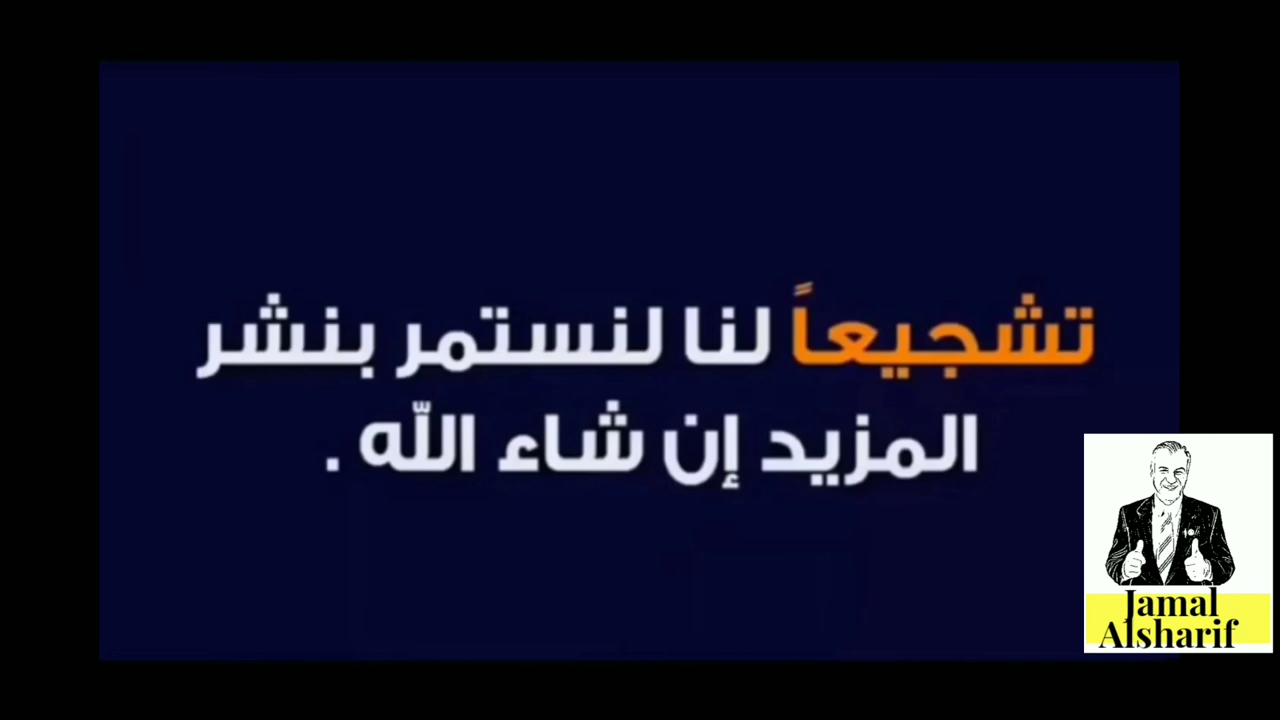 تشجيعاً لنا لنستمر بنشر
المزيد إن شاء الله .
Jamal
Alsharif